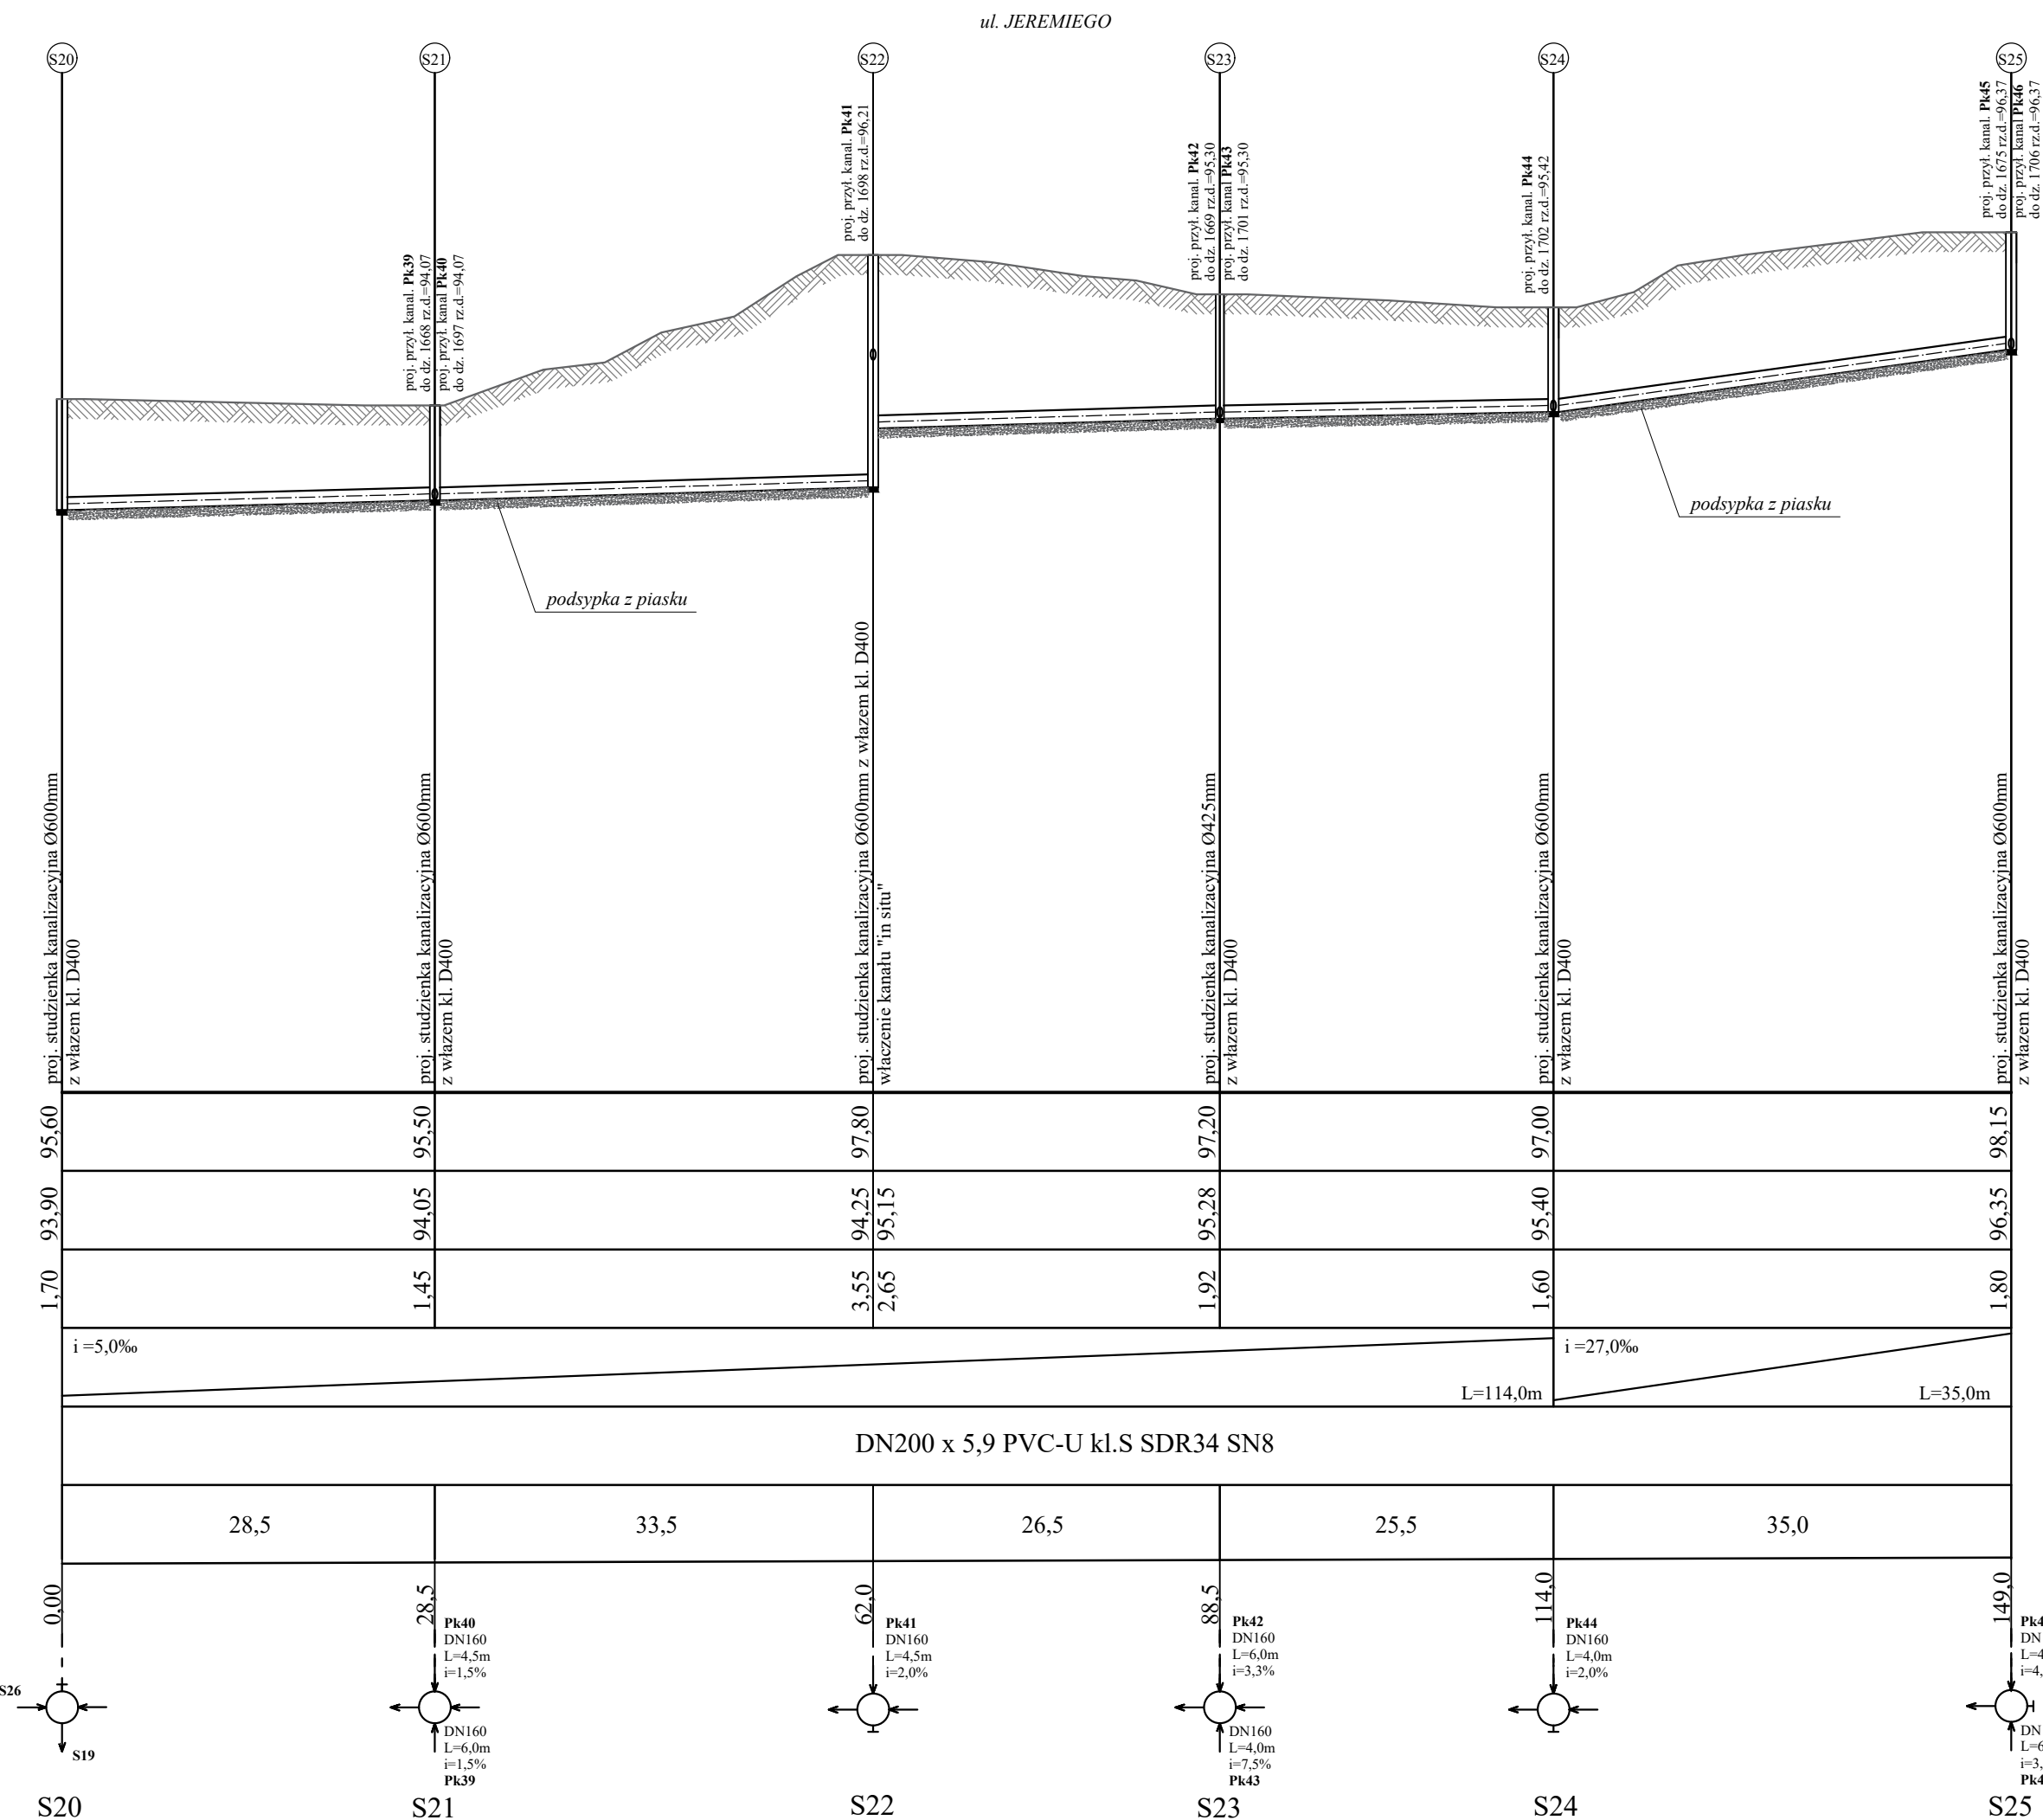 ul. JEREMIEGO
S20
S21
S22
S23
S24
S25
proj. przył. kanal. Pk39
do dz. 1668 rz.d.=94,07
proj. przył. kanal Pk40
do dz. 1697 rz.d.=94,07
proj. przył. kanal. Pk41
do dz. 1698 rz.d.=96,21
proj. przył. kanal. Pk42
do dz. 1669 rz.d.=95,30
proj. przył. kanal Pk43
do dz. 1701 rz.d.=95,30
proj. przył. kanal. Pk44
do dz. 1702 rz.d.=95,42
proj. przył. kanal. Pk45
do dz. 1675 rz.d.=96,37
proj. przył. kanal Pk46
do dz. 1706 rz.d.=96,37
podsypka z piasku
podsypka z piasku
proj. studzienka kanalizacyjna Ø600mm
z włazem kl. D400
proj. studzienka kanalizacyjna Ø600mm
z włazem kl. D400
proj. studzienka kanalizacyjna Ø600mm z włazem kl. D400
właczenie kanału "in situ"
proj. studzienka kanalizacyjna Ø425mm
z włazem kl. D400
proj. studzienka kanalizacyjna Ø600mm
z włazem kl. D400
proj. studzienka kanalizacyjna Ø600mm
z włazem kl. D400
95,60
95,50
97,80
97,20
97,00
98,15
93,90
94,05
94,25
95,15
95,28
95,40
96,35
1,70
1,45
3,55
2,65
1,92
1,60
1,80
i =5,0‰
L=114,0m
i =27,0‰
L=35,0m
DN200 x 5,9 PVC-U kl.S SDR34 SN8
28,5
33,5
26,5
25,5
35,0
0,00
28,5
62,0
88,5
114,0
149,0
S26
S19
Pk40
DN160
L=4,5m
i=1,5%
DN160
L=6,0m
i=1,5%
Pk39
Pk41
DN160
L=4,5m
i=2,0%
Pk42
DN160
L=6,0m
i=3,3%
DN160
L=4,0m
i=7,5%
Pk43
Pk44
DN160
L=4,0m
i=2,0%
Pk4
DN
L=4
i=4,
DN
L=6
i=3,
Pk4
S20
S21
S22
S23
S24
S25